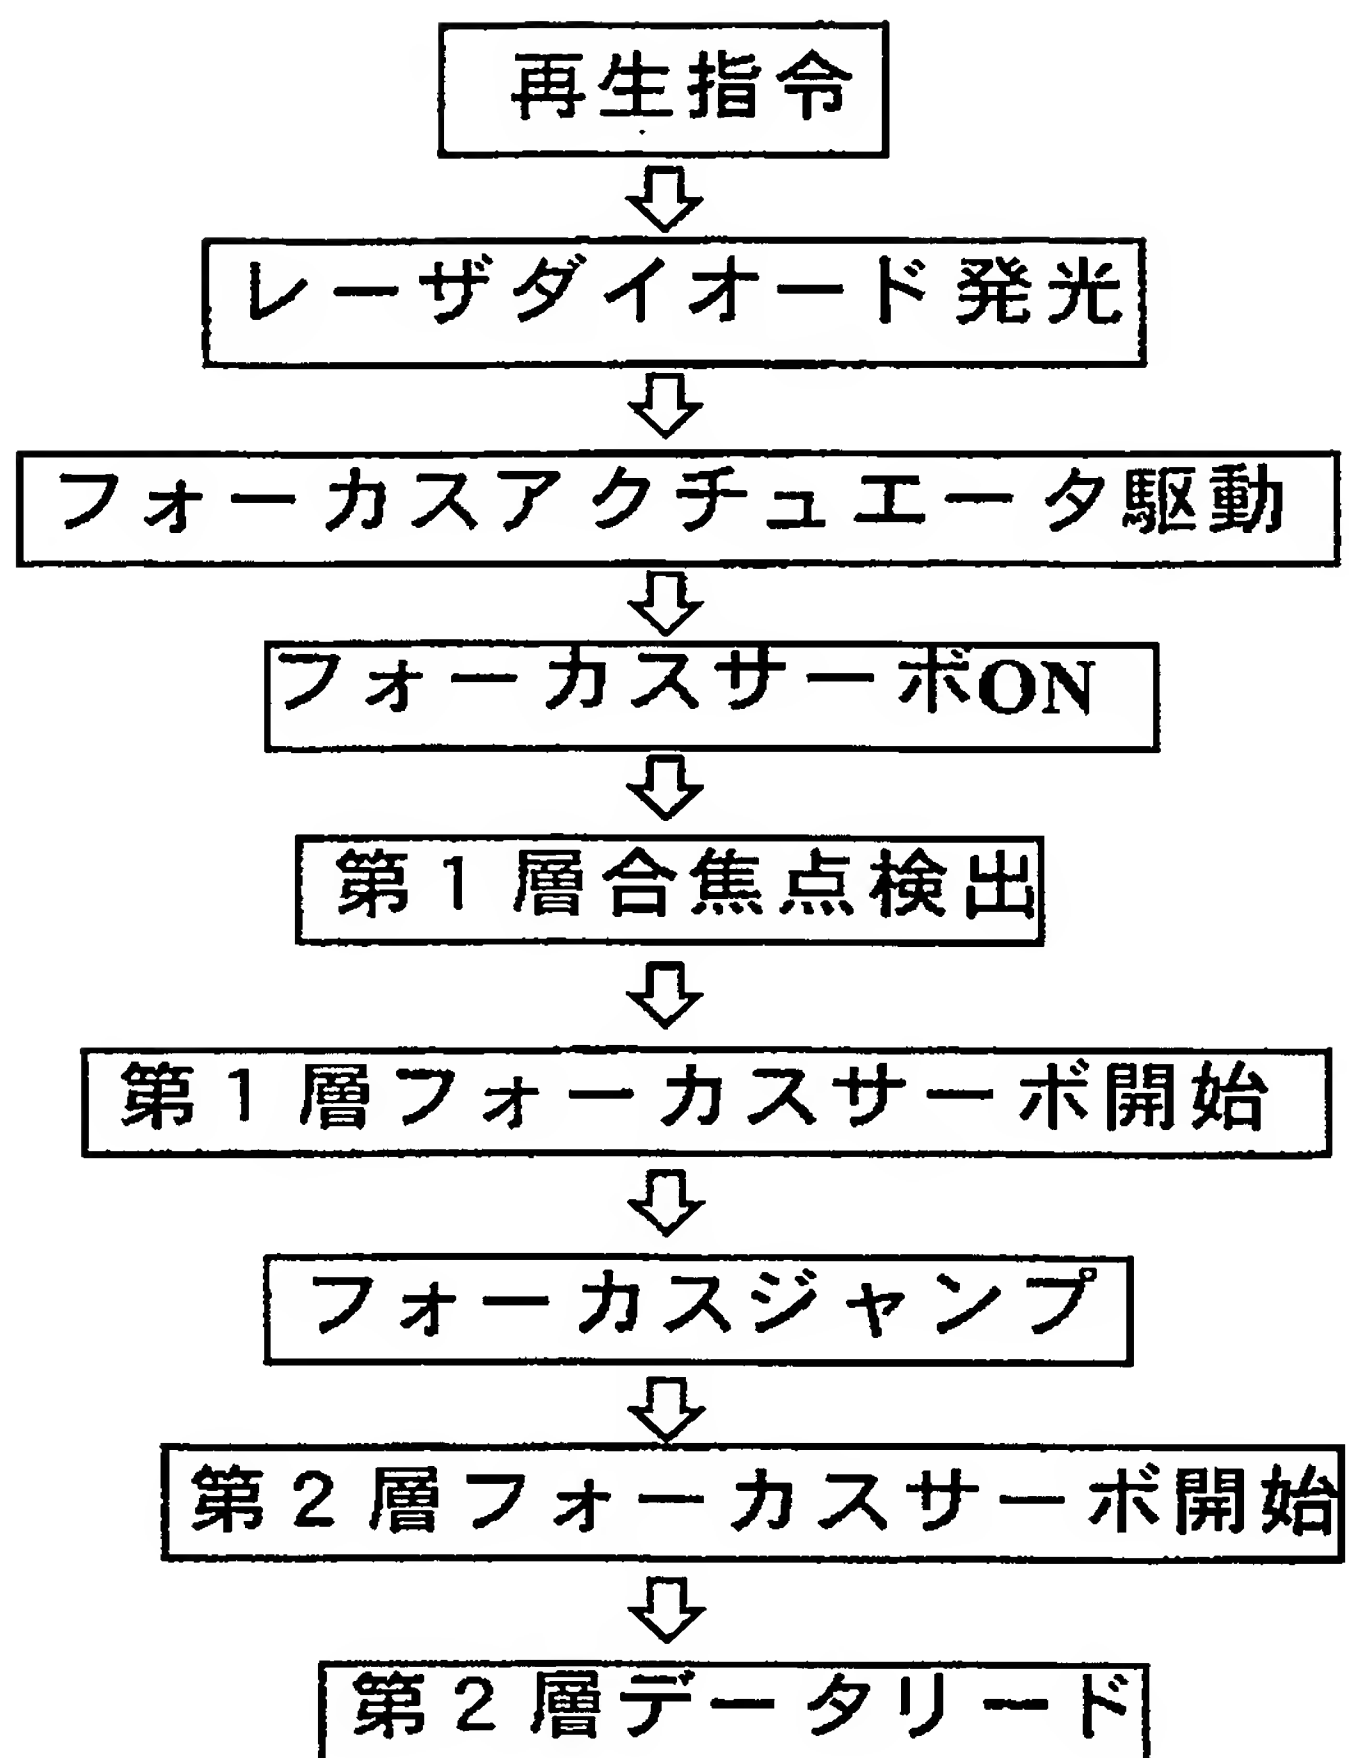 再生指令
レーザダイオード発光
フォーカスアクチュエータ駆動
フォーカスサーボON
第1層合焦点検出
第1層フォーカスサーボ開始
フォーカスジャンプ
第2層フォーカスサーボ開始
第2層データリード